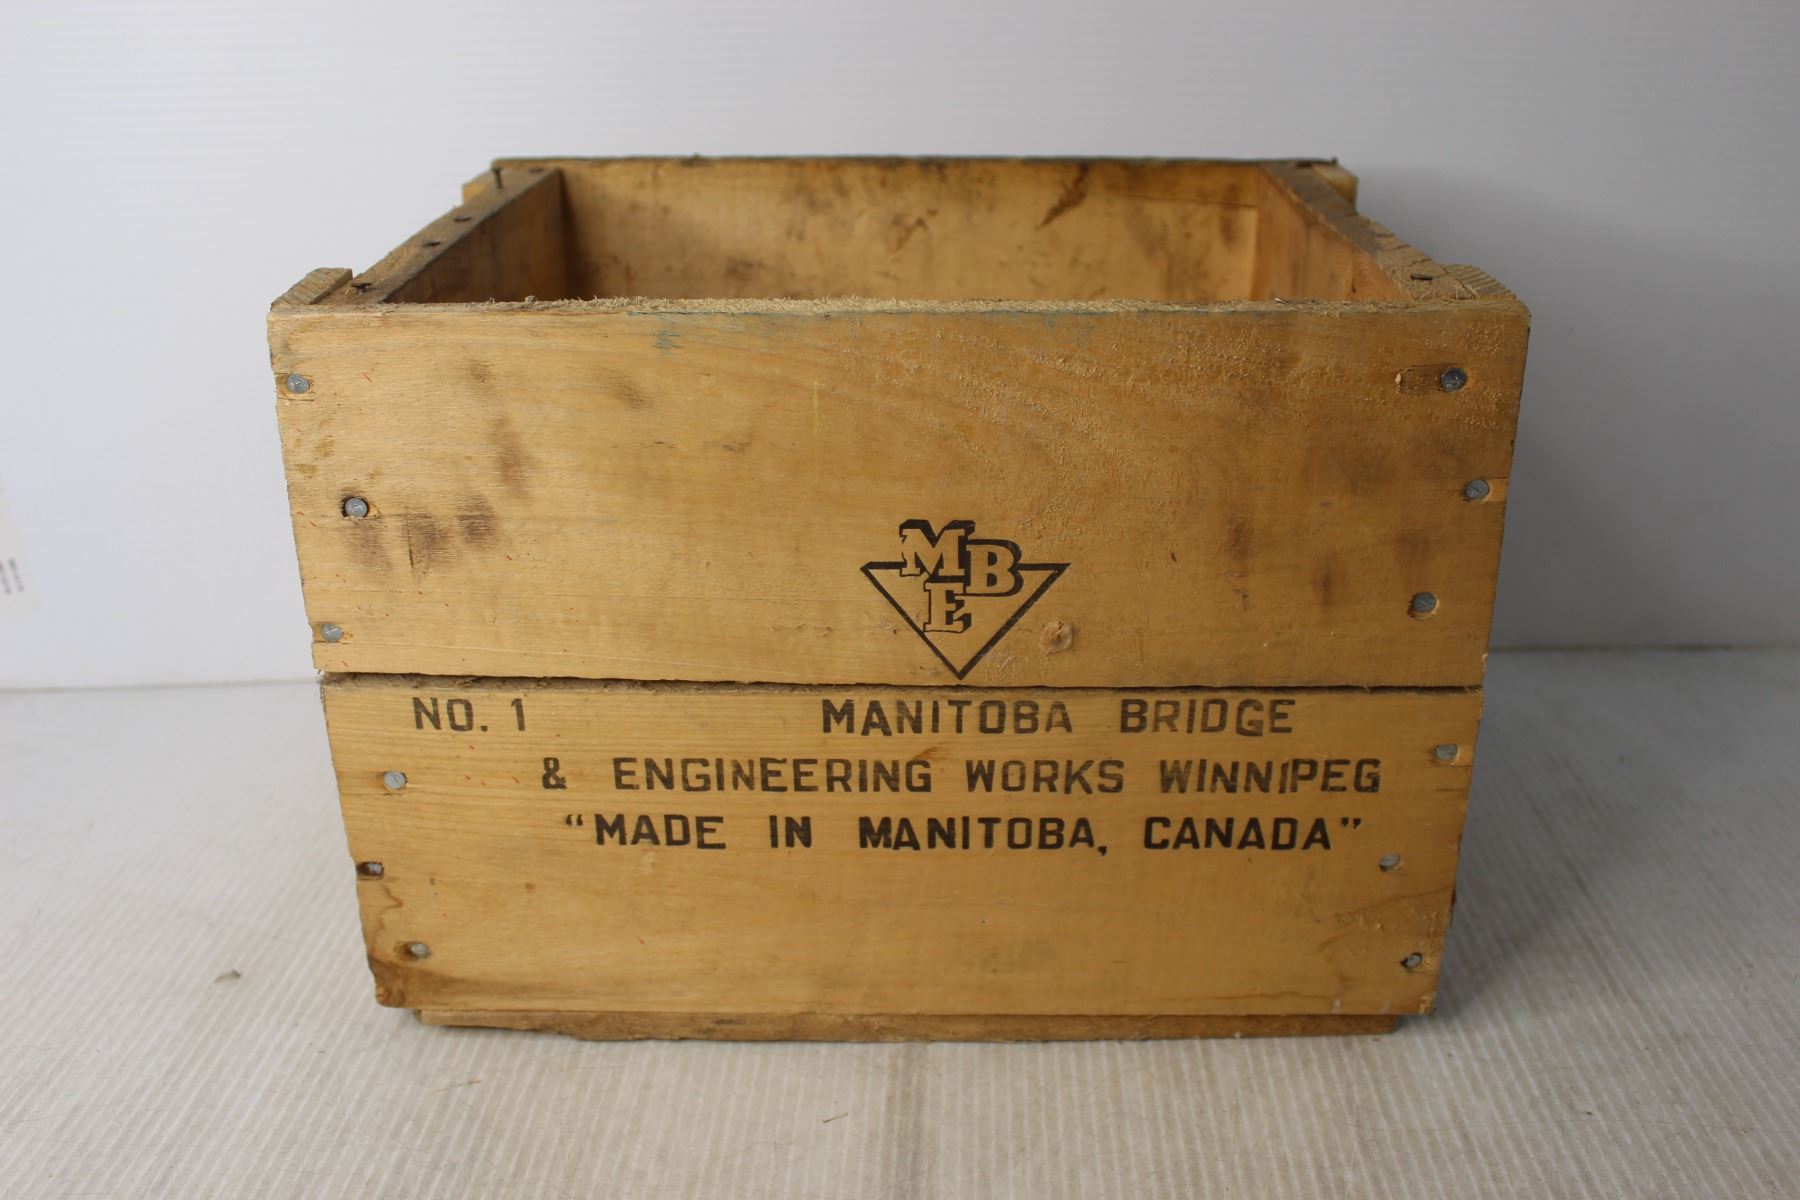 MBE
NO. 1 MANITOBA BRIDGE
& ENGINEERING WORKS WINNIPEG
"MADE IN MANITOBA, CANADA"